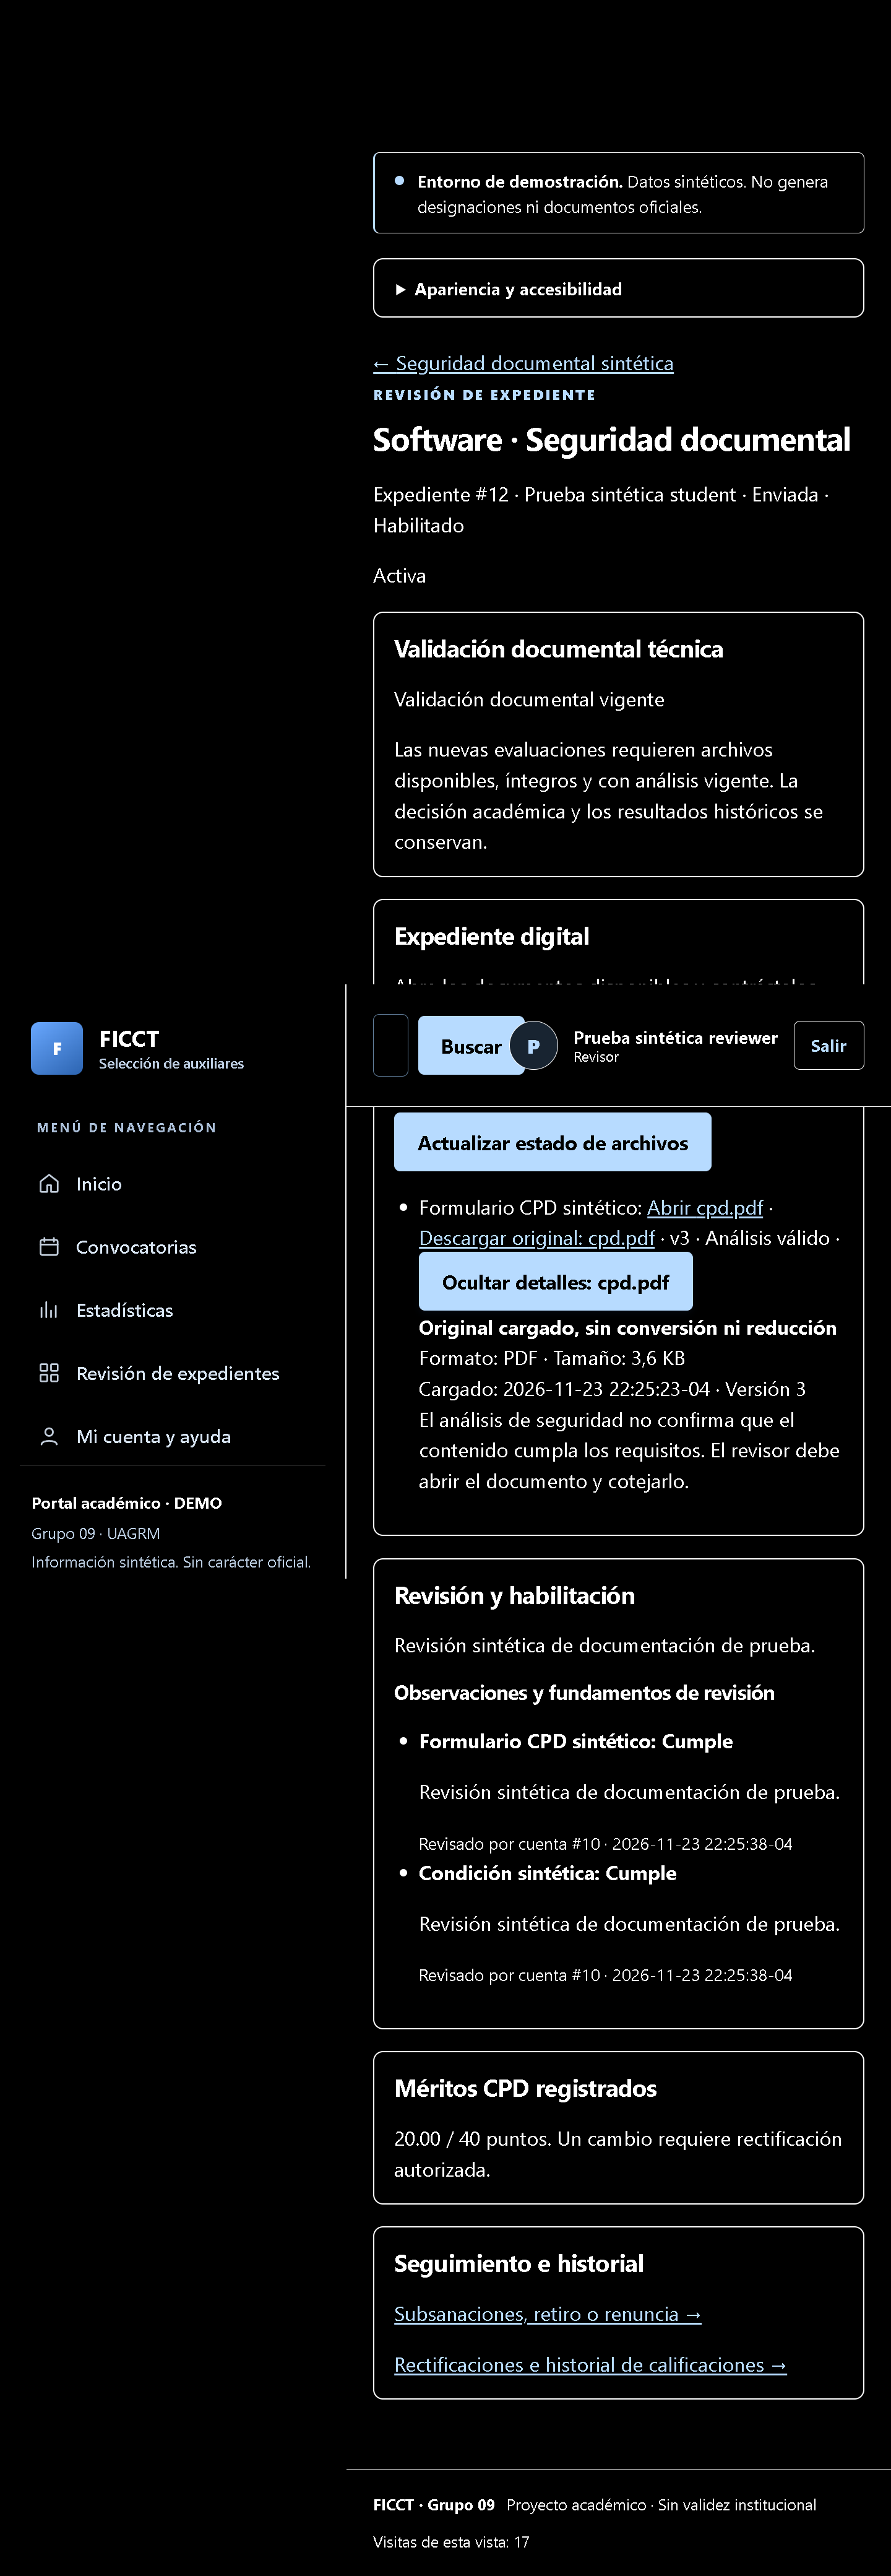 Entorno de demostración. Datos sintéticos. No genera
designaciones ni documentos oficiales.
▶ Apariencia y accesibilidad
← Seguridad documental sintética
REVISIÓN DE EXPEDIENTE
Software · Seguridad documental
Expediente #12 · Prueba sintética student · Enviada ·
Habilitado
Activa
Validación documental técnica
Validación documental vigente
Las nuevas evaluaciones requieren archivos
disponibles, íntegros y con análisis vigente. La
decisión académica y los resultados históricos se
conservan.
Expediente digital
F
FICCT
Selección de auxiliares
MENÚ DE NAVEGACIÓN
Inicio
Convocatorias
Estadísticas
Revisión de expedientes
Mi cuenta y ayuda
Portal académico · DEMO
Grupo 09 · UAGRM
Información sintética. Sin carácter oficial.
Buscar
P
Prueba sintética reviewer
Revisor
Salir
Actualizar estado de archivos
• Formulario CPD sintético: Abrir cpd.pdf ·
Descargar original: cpd.pdf · v3 · Análisis válido ·
Ocultar detalles: cpd.pdf
Original cargado, sin conversión ni reducción
Formato: PDF · Tamaño: 3,6 KB
Cargado: 2026-11-23 22:25:23-04 · Versión 3
El análisis de seguridad no confirma que el
contenido cumpla los requisitos. El revisor debe
abrir el documento y cotejarlo.
Revisión y habilitación
Revisión sintética de documentación de prueba.
Observaciones y fundamentos de revisión
• Formulario CPD sintético: Cumple
Revisión sintética de documentación de prueba.
Revisado por cuenta #10 · 2026-11-23 22:25:38-04
• Condición sintética: Cumple
Revisión sintética de documentación de prueba.
Revisado por cuenta #10 · 2026-11-23 22:25:38-04
Méritos CPD registrados
20.00 / 40 puntos. Un cambio requiere rectificación
autorizada.
Seguimiento e historial
Subsanaciones, retiro o renuncia →
Rectificaciones e historial de calificaciones →
FICCT · Grupo 09 Proyecto académico · Sin validez institucional
Visitas de esta vista: 17